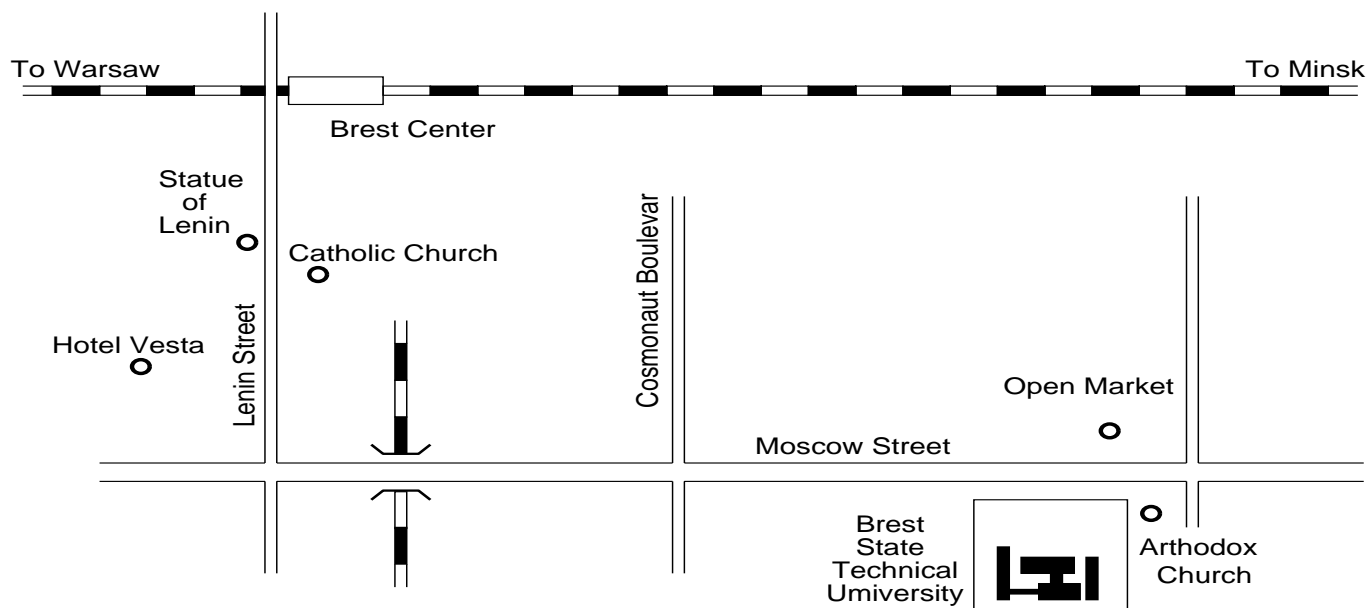 To Warsaw
To Minsk
Brest Center
Statue
of
Lenin
Catholic Church
Cosmonaut Boulevar
Lenin Street
Hotel Vesta
Open Market
Moscow Street
Brest
State
Technical
Umiversity
Arthodox
Church